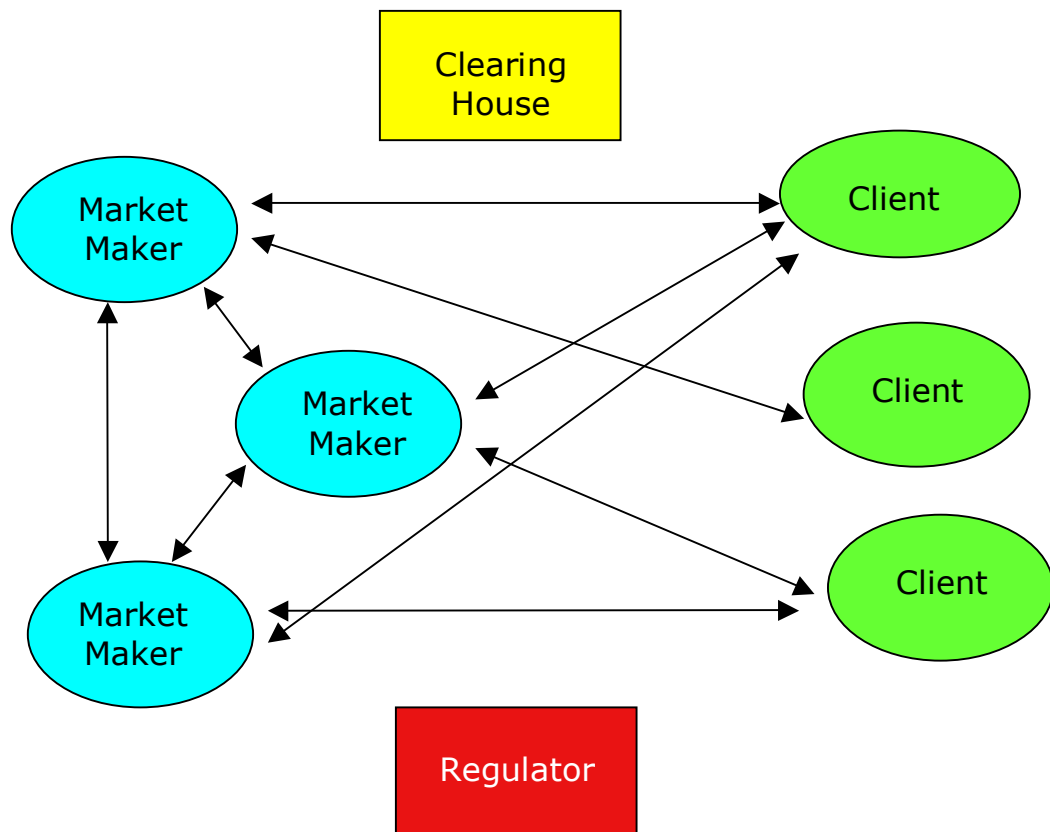 Clearing
House
Market
Maker
Client
Market
Maker
Client
Market
Maker
Client
Regulator